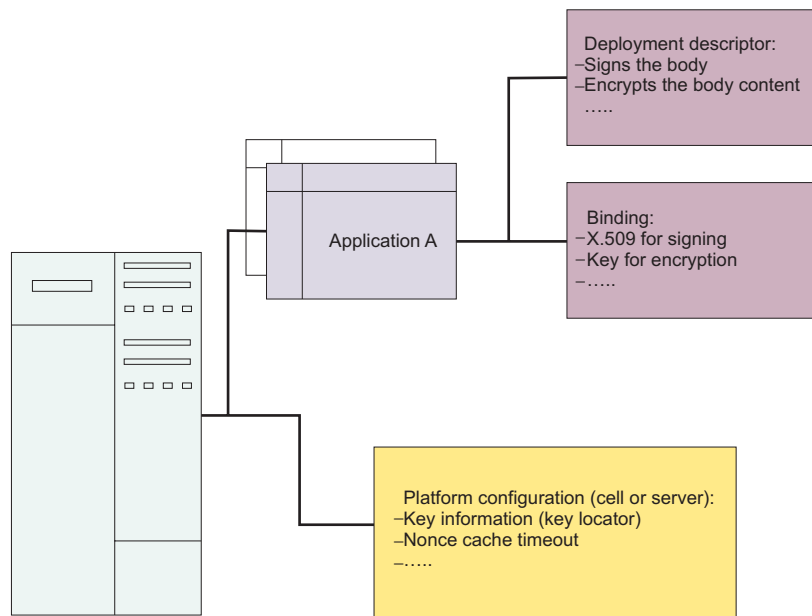 Deployment descriptor:
–Signs the body
–Encrypts the body content
…..
Application A
Binding:
–X.509 for signing
–Key for encryption
–…..
Platform configuration (cell or server):
–Key information (key locator)
–Nonce cache timeout
–…..